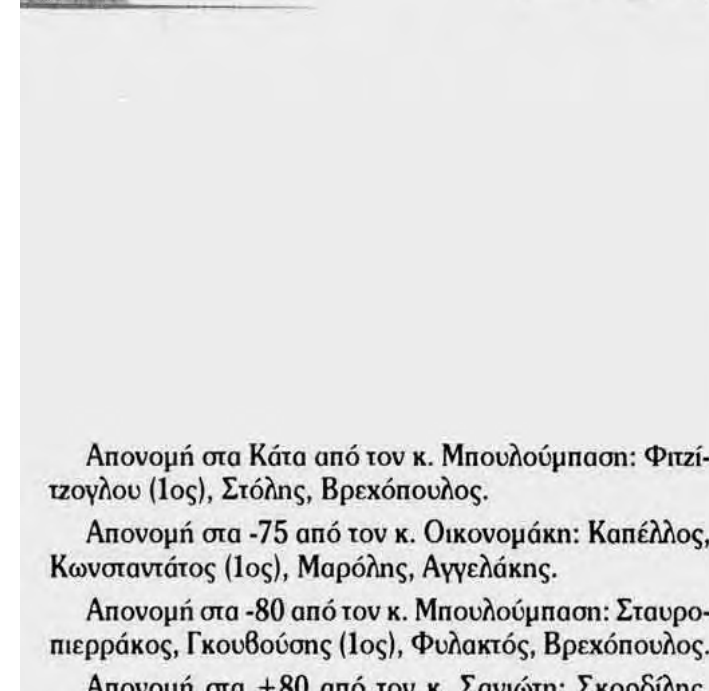 Απονομή στα Κάτα από τον κ. Μπουλούμπαση: Φιτζί-
τζογλου (1ος), Στόλης, Βρεχόπουλος.
Απονομή στα -75 από τον κ. Οικονομάκη: Καπέλλος,
Κωνσταντάτος (1ος), Μαρόλης, Αγγελάκης.
Απονομή στα -80 από τον κ. Μπουλούμπαση: Σταυρο-
πιερράκος, Γκουβούσης (1ος), Φυλακτός, Βρεχόπουλος.
Απονομή στα +80 από τον κ. Σανιώτη: Σκορδίλης,